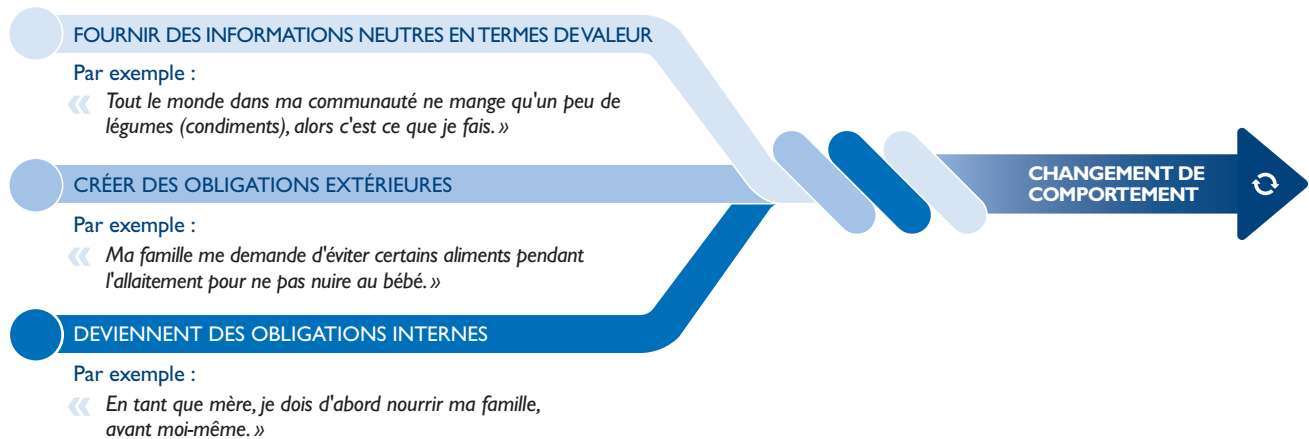 FOURNIR DES INFORMATIONS NEUTRES EN TERMES DE VALEUR
Par exemple :
« Tout le monde dans ma communauté ne mange qu'un peu de
légumes (condiments), alors c'est ce que je fais. »
CRÉER DES OBLIGATIONS EXTÉRIEURES
Par exemple :
« Ma famille me demande d'éviter certains aliments pendant
l'allaitement pour ne pas nuire au bébé. »
DEVIENNENT DES OBLIGATIONS INTERNES
Par exemple :
« En tant que mère, je dois d'abord nourrir ma famille,
avant moi-même. »
CHANGEMENT DE
COMPORTEMENT